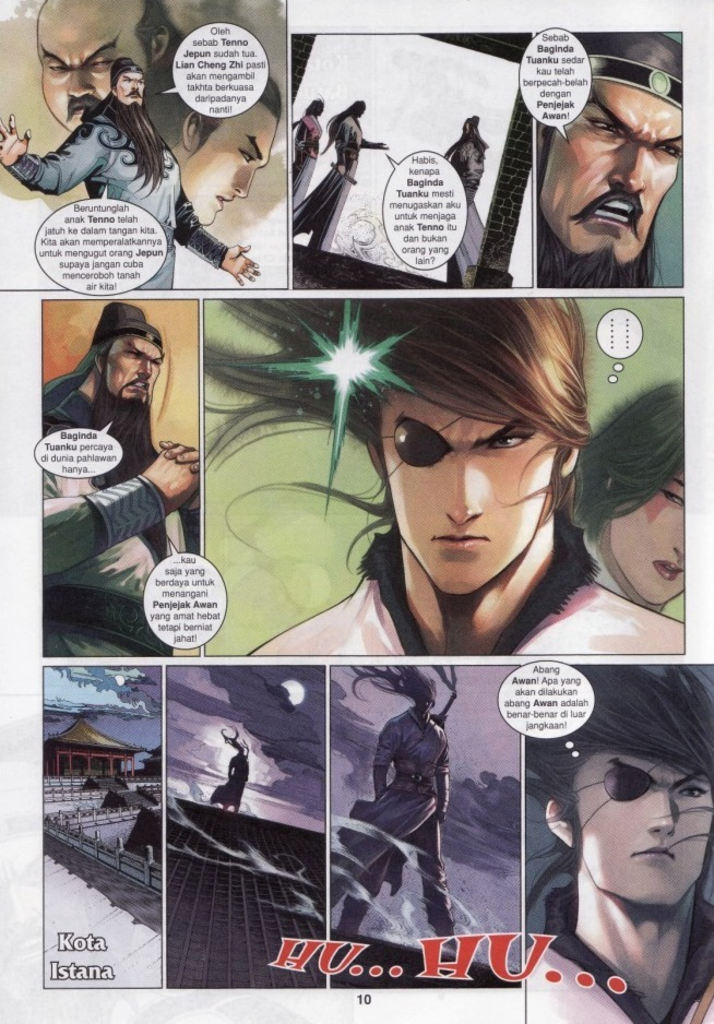 Oleh
sebab Tenno
Jepun sudah tua.
Lian Cheng Zhi pasti
akan mengambil
takhta berkuasa
daripadanya
nanti!
Beruntunglah
anak Tenno telah
jatuh ke dalam tangan kita.
Kita akan memperalatkannya
untuk mengugut orang Jepun
supaya jangan cuba
menceroboh tanah
air kita!
Habis,
kenapa
Baginda
Tuanku mesti
menugaskan aku
untuk menjaga
anak Tenno itu
dan bukan
orang yang
lain?
Sebab
Baginda
Tuanku sedar
kau telah
berpecah-belah
dengan
Penjejak
Awan!
Baginda
Tuanku percaya
di dunia pahlawan
hanya...
...kau
saja yang
berdaya untuk
menangani
Penjejak Awan
yang amat hebat
tetapi berniat
jahat!
Kota
Istana
HU... HU...
Abang
Awan! Apa yang
akan dilakukan
abang Awan adalah
benar-benar di luar
jangkaan!
10